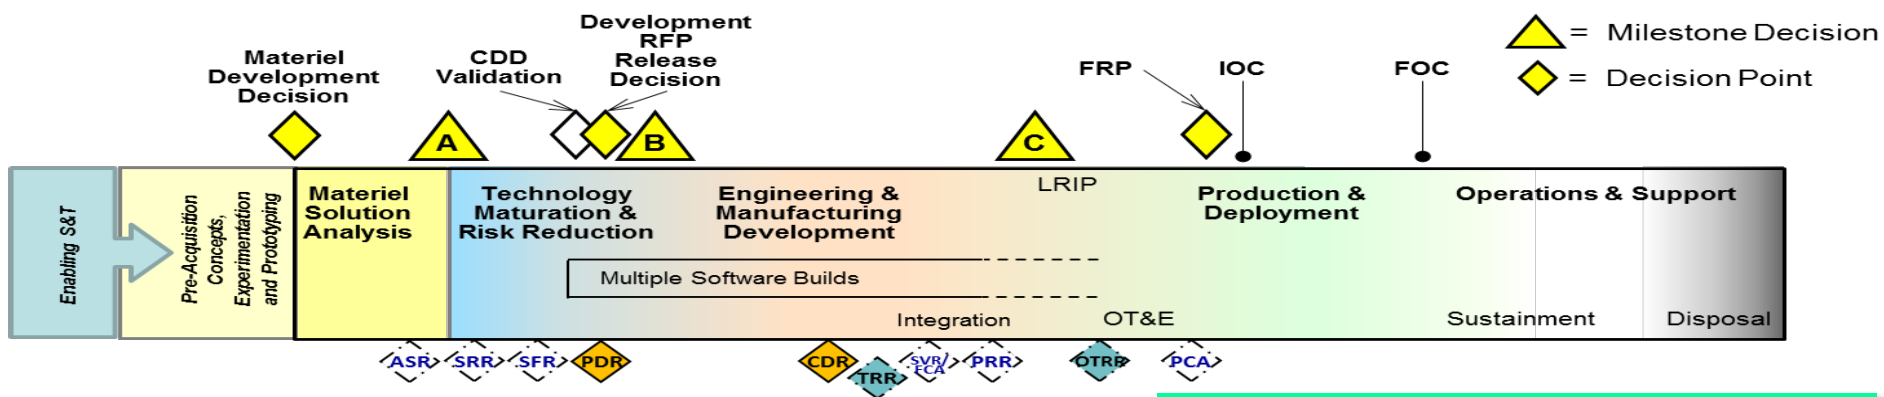 Materiel
Development
Decision
CDD
Validation
Development
RFP
Release
Decision
FRP
IOC
FOC
= Milestone Decision
= Decision Point
A
B
C
Enabling S&T
Pre-Acquisition
Concepts,
Experimentation
and Prototyping
Materiel
Solution
Analysis
Technology
Maturation &
Risk Reduction
Engineering &
Manufacturing
Development
LRIP
Production &
Deployment
Operations & Support
Multiple Software Builds
Integration
OT&E
Sustainment
Disposal
ASR
SRR
SFR
PDR
CDR
TRR
SVR/
FCA
PRR
OTRR
PCA